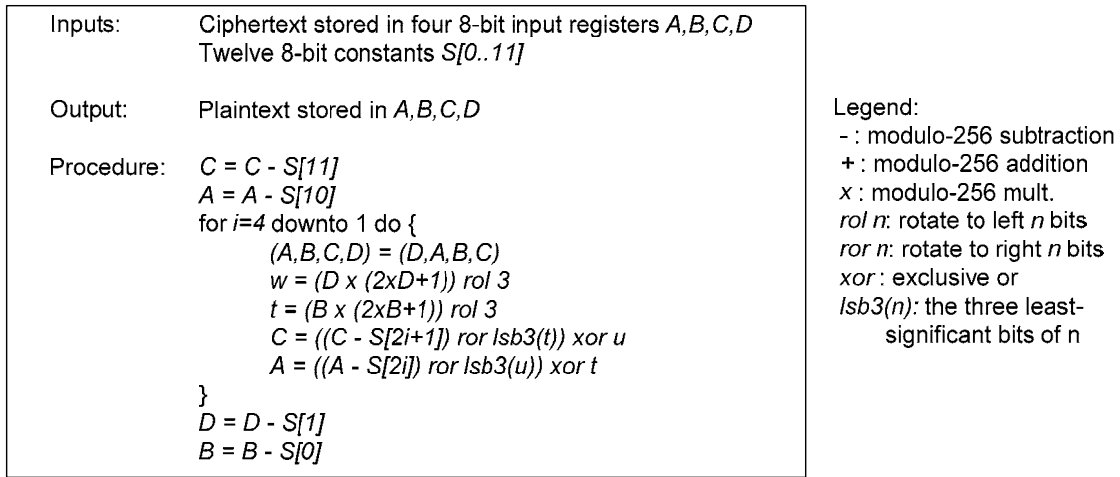 Inputs: Ciphertext stored in four 8-bit input registers A,B,C,D
Twelve 8-bit constants S[0..11]
Output: Plaintext stored in A,B,C,D
Procedure: C = C - S[11]
A = A - S[10]
for i=4 downto 1 do {
(A,B,C,D) = (D,A,B,C)
w = (D x (2xD+1)) rol 3
t = (B x (2xB+1)) rol 3
C = ((C - S[2i+1]) ror lsb3(t)) xor u
A = ((A - S[2i]) ror lsb3(u)) xor t
}
D = D - S[1]
B = B - S[0]
Legend:
- : modulo-256 subtraction
+ : modulo-256 addition
x : modulo-256 mult.
rol n: rotate to left n bits
ror n: rotate to right n bits
xor : exclusive or
lsb3(n): the three least-
significant bits of n